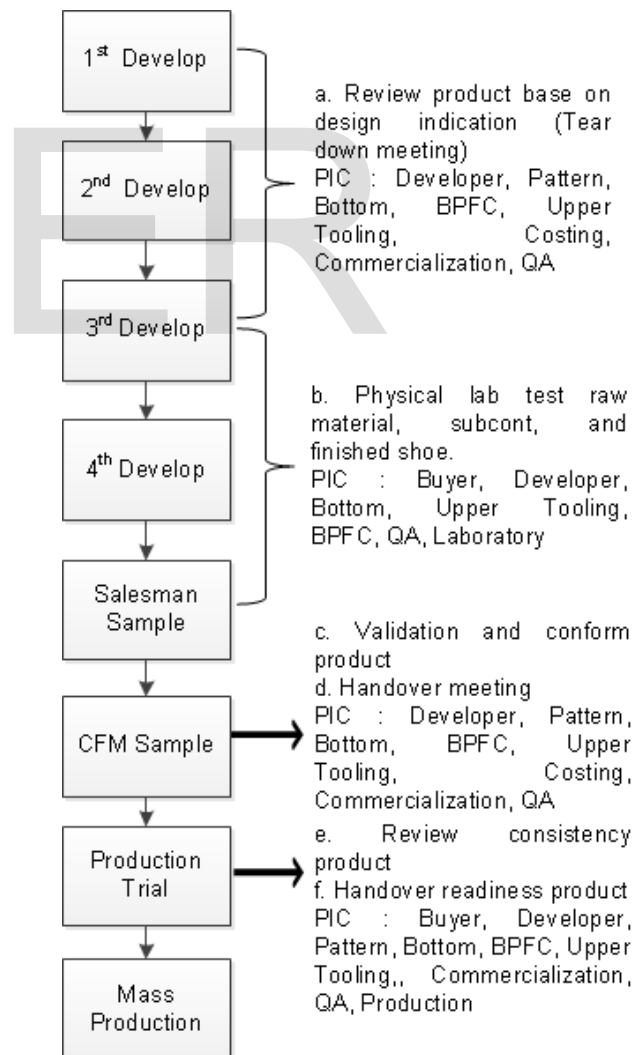 1st Develop
2nd Develop
3rd Develop
4th Develop
Salesman
Sample
CFM Sample
Production
Trial
Mass
Production
a. Review product base on
design indication (Tear
down meeting)
PIC : Developer, Pattern,
Bottom, BPFC, Upper
Tooling, Costing,
Commercialization, QA
b. Physical lab test raw
material, subcont, and
finished shoe.
PIC : Buyer, Developer,
Bottom, Upper Tooling,
BPFC, QA, Laboratory
c. Validation and conform
product
d. Handover meeting
PIC : Developer, Pattern,
Bottom, BPFC, Upper
Tooling, Costing,
Commercialization, QA
e. Review consistency
product
f. Handover readiness product
PIC : Buyer, Developer,
Pattern, Bottom, BPFC, Upper
Tooling,, Commercialization,
QA, Production
ER